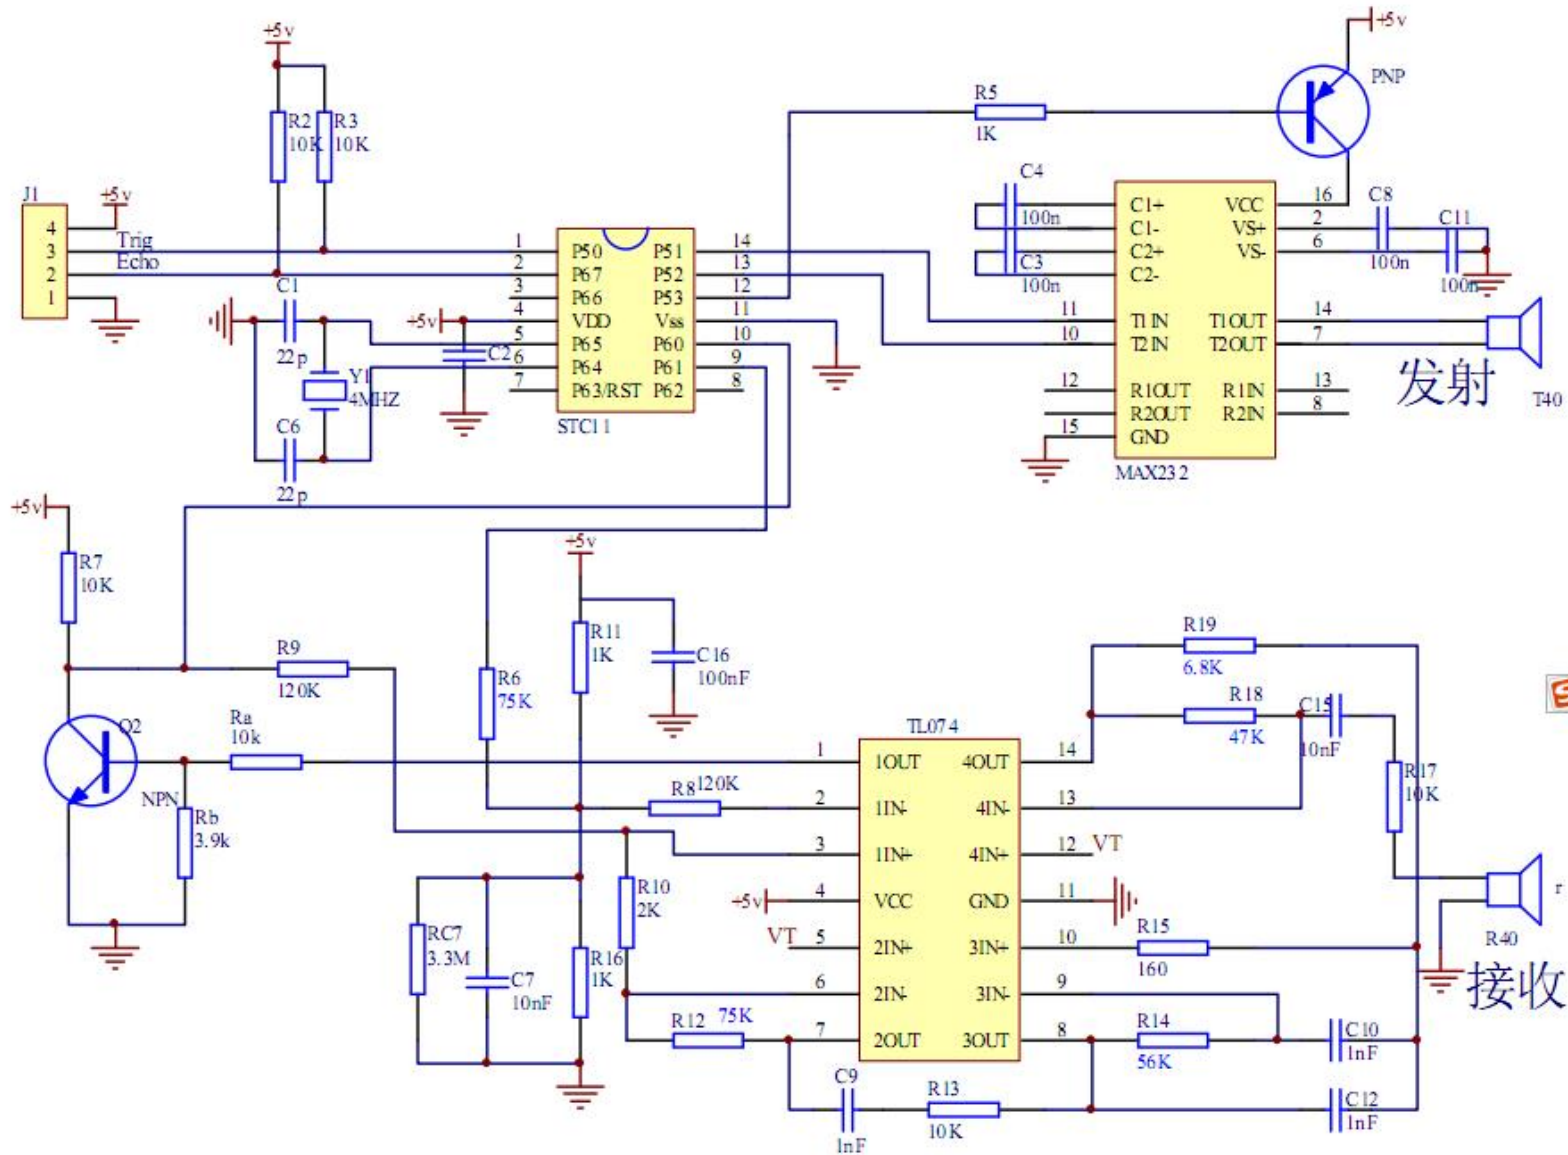 +5v
+5v
PNP
R2
10K
R3
10K
R5
1K
J1
+5v
4
3
2
1
Trig
Echo
C1
22p
Y1
4MHZ
C6
22p
+5v
C2
1
2
3
4
5
6
7
P50
P67
P66
VDD
P65
P64
P63/RST
P51
P52
P53
Vss
P60
P61
P62
14
13
12
11
10
9
8
STC11
C4
100n
C3
100n
11
10
12
15
C1+
C1-
C2+
C2-
T1IN
T2IN
R1OUT
R2OUT
GND
VCC
VS+
VS-
T1OUT
T2OUT
R1IN
R2IN
16
2
6
14
7
13
8
MAX232
C8
100n
C11
100n
发射
T40
+5v
R7
10K
R9
120K
Q2
NPN
Ra
10k
Rb
3.9k
+5v
R11
1K
C16
100nF
R6
75K
R8
120K
RC7
3.3M
C7
10nF
R16
1K
R10
2K
R12
75K
+5v
VT
TL074
1
2
3
4
5
6
7
1OUT
1IN-
1IN+
VCC
2IN+
2IN-
2OUT
4OUT
4IN-
4IN+
GND
3IN+
3IN-
3OUT
14
13
12
11
10
9
8
VT
R19
6.8K
R18
47K
C15
10nF
R17
10K
r
R40
接收
R15
160
R14
56K
C10
1nF
C12
1nF
C9
1nF
R13
10K